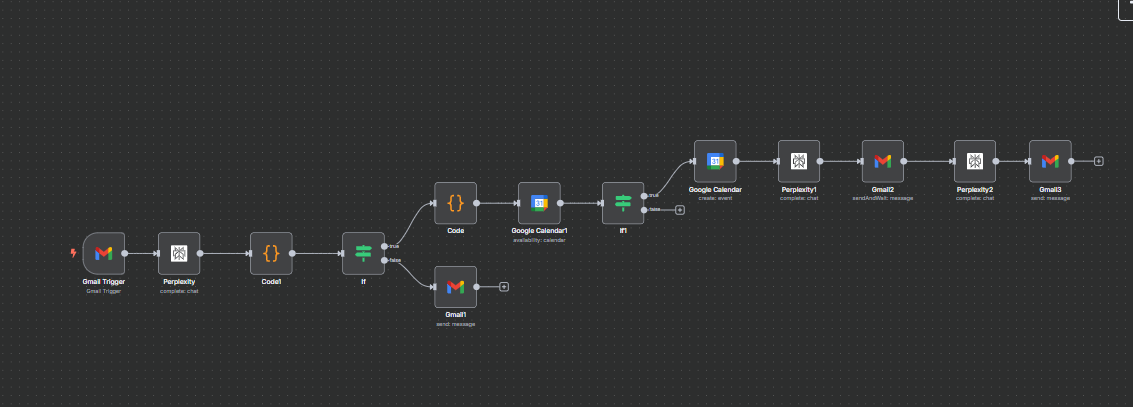 Gmail Trigger
Gmail Trigger
Perplexity
complete: chat
Code1
If
true
false
Code
Gmail1
send: message
Google Calendar1
availability: calendar
If1
true
false
31
31
Google Calendar
create: event
Perplexity1
complete: chat
Gmail2
sendAndWait: message
Perplexity2
complete: chat
Gmail3
send: message